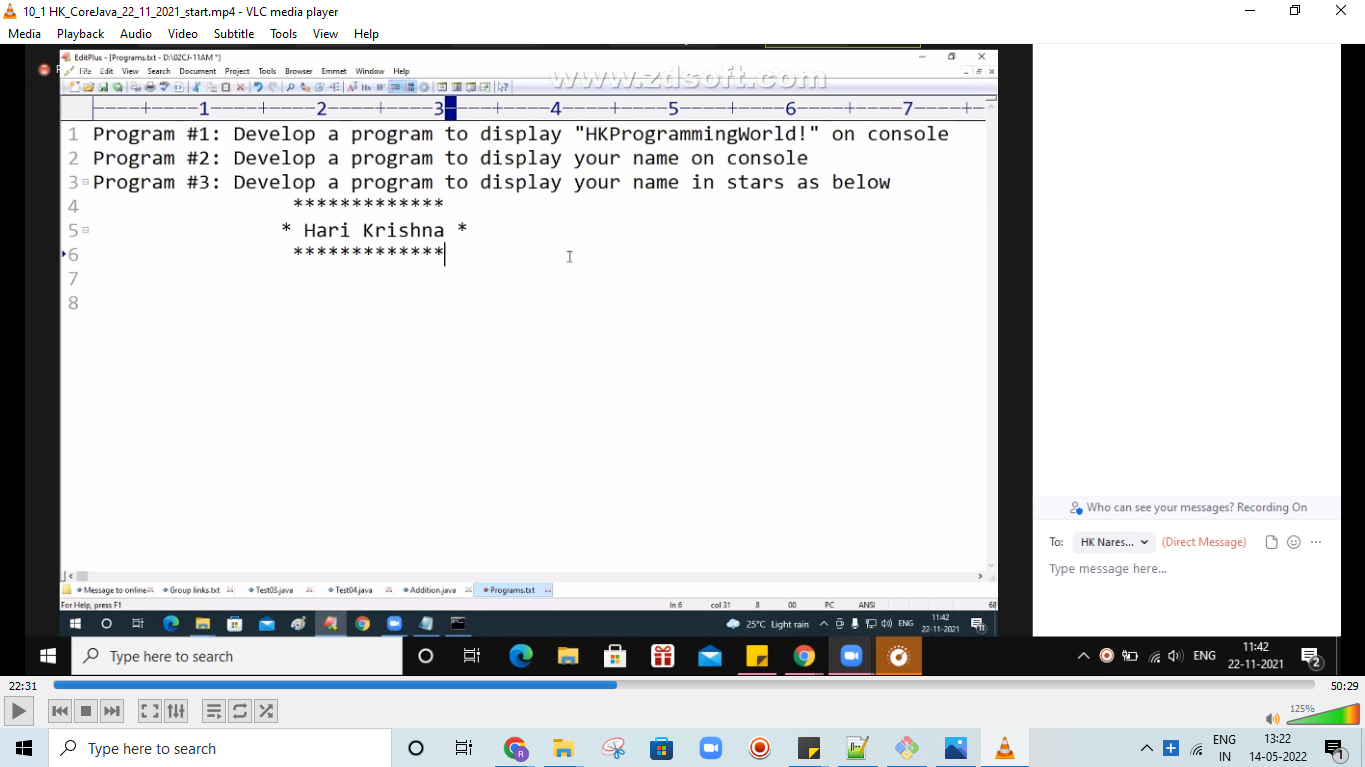 10_1 HK_CoreJava_22_11_2021_start.mp4 - VLC media player
Media Playback Audio Video Subtitle Tools View Help
EditPlus - [Programs.txt - D:\02CJ-11AM *]
File Edit View Search Document Project Tools Browser Emmet Window Help
www.zdsoft.com
----+----1----+----2----+----3----+----4----+----5----+----6----+----7----+
1 Program #1: Develop a program to display "HKProgrammingWorld!" on console
2 Program #2: Develop a program to display your name on console
3 Program #3: Develop a program to display your name in stars as below
4 *************
5 * Hari Krishna *
6 *************
7
8
Who can see your messages? Recording On
To: HK Nares... (Direct Message)
Type message here...
Message to online Group links.txt Test03.java Test04.java Addition.java Programs.txt
For Help, press F1 ln 6 col 31 8 00 PC ANSI 68
25°C Light rain ENG 11:42
22-11-2021
Type here to search ENG 11:42
22-11-2021 2
22:31 50:29
125%
Type here to search ENG IN 13:22
14-05-2022 1